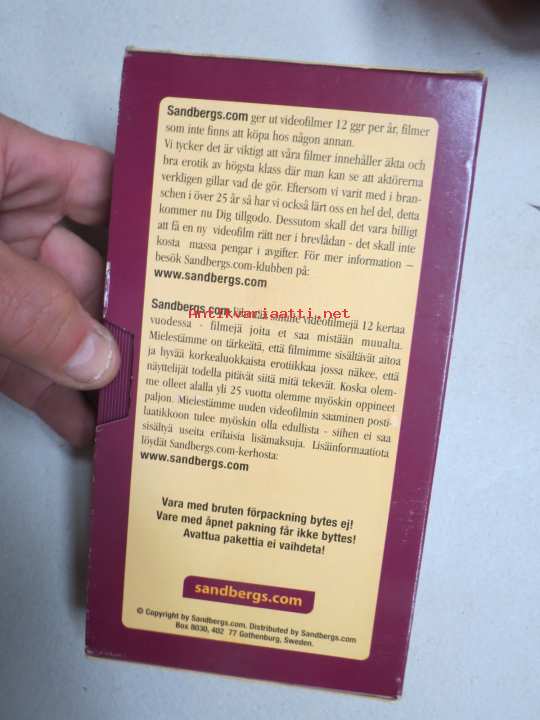 Sandbergs.com ger ut videofilmer 12 ggr per år, filmer
som inte finns att köpa hos någon annan.
Vi tycker det är viktigt att våra filmer innehåller äkta och
bra erotik av högsta klass där man kan se att aktörerna
verkligen gillar vad de gör. Eftersom vi varit med i bran-
schen i över 25 år så har vi också lärt oss en hel del, detta
kommer nu Dig tillgodo. Dessutom skall det vara billigt
att få en ny videofilm rätt ner i brevlådan - det skall inte
kosta massa pengar i avgifter. För mer information –
besök Sandbergs.com-klubben på:
www.sandbergs.com
Antikvariaatti.net
Sandbergs.com sinulle videofilmejä 12 kertaa
vuodessa - filmejä joita et saa mistään muualta.
Mielestämme on tärkeitä, että filmimme sisältävät aitoa
ja hyvää korkealuokkaista erotiikkaa jossa näkee, että
näyttelijät todella pitävät siitä mitä tekevät. Koska olem-
me olleet alalla yli 25 vuotta olemme myöskin oppineet
paljon. Mielestämme uuden videofilmin saaminen posti-
laatikkoon tulee myöskin olla edullista - siihen ei saa
sisältyä useita erilaisia lisämaksuja. Lisäinformaatiota
löydät Sandbergs.com-kerhosta:
www.sandbergs.com
Vara med bruten förpackning bytes ej!
Vare med åpnet pakning får ikke byttes!
Avattua pakettia ei vaihdeta!
sandbergs.com
© Copyright by Sandbergs.com. Distributed by Sandbergs.com
Box 8030, 402 77 Gothenburg, Sweden.